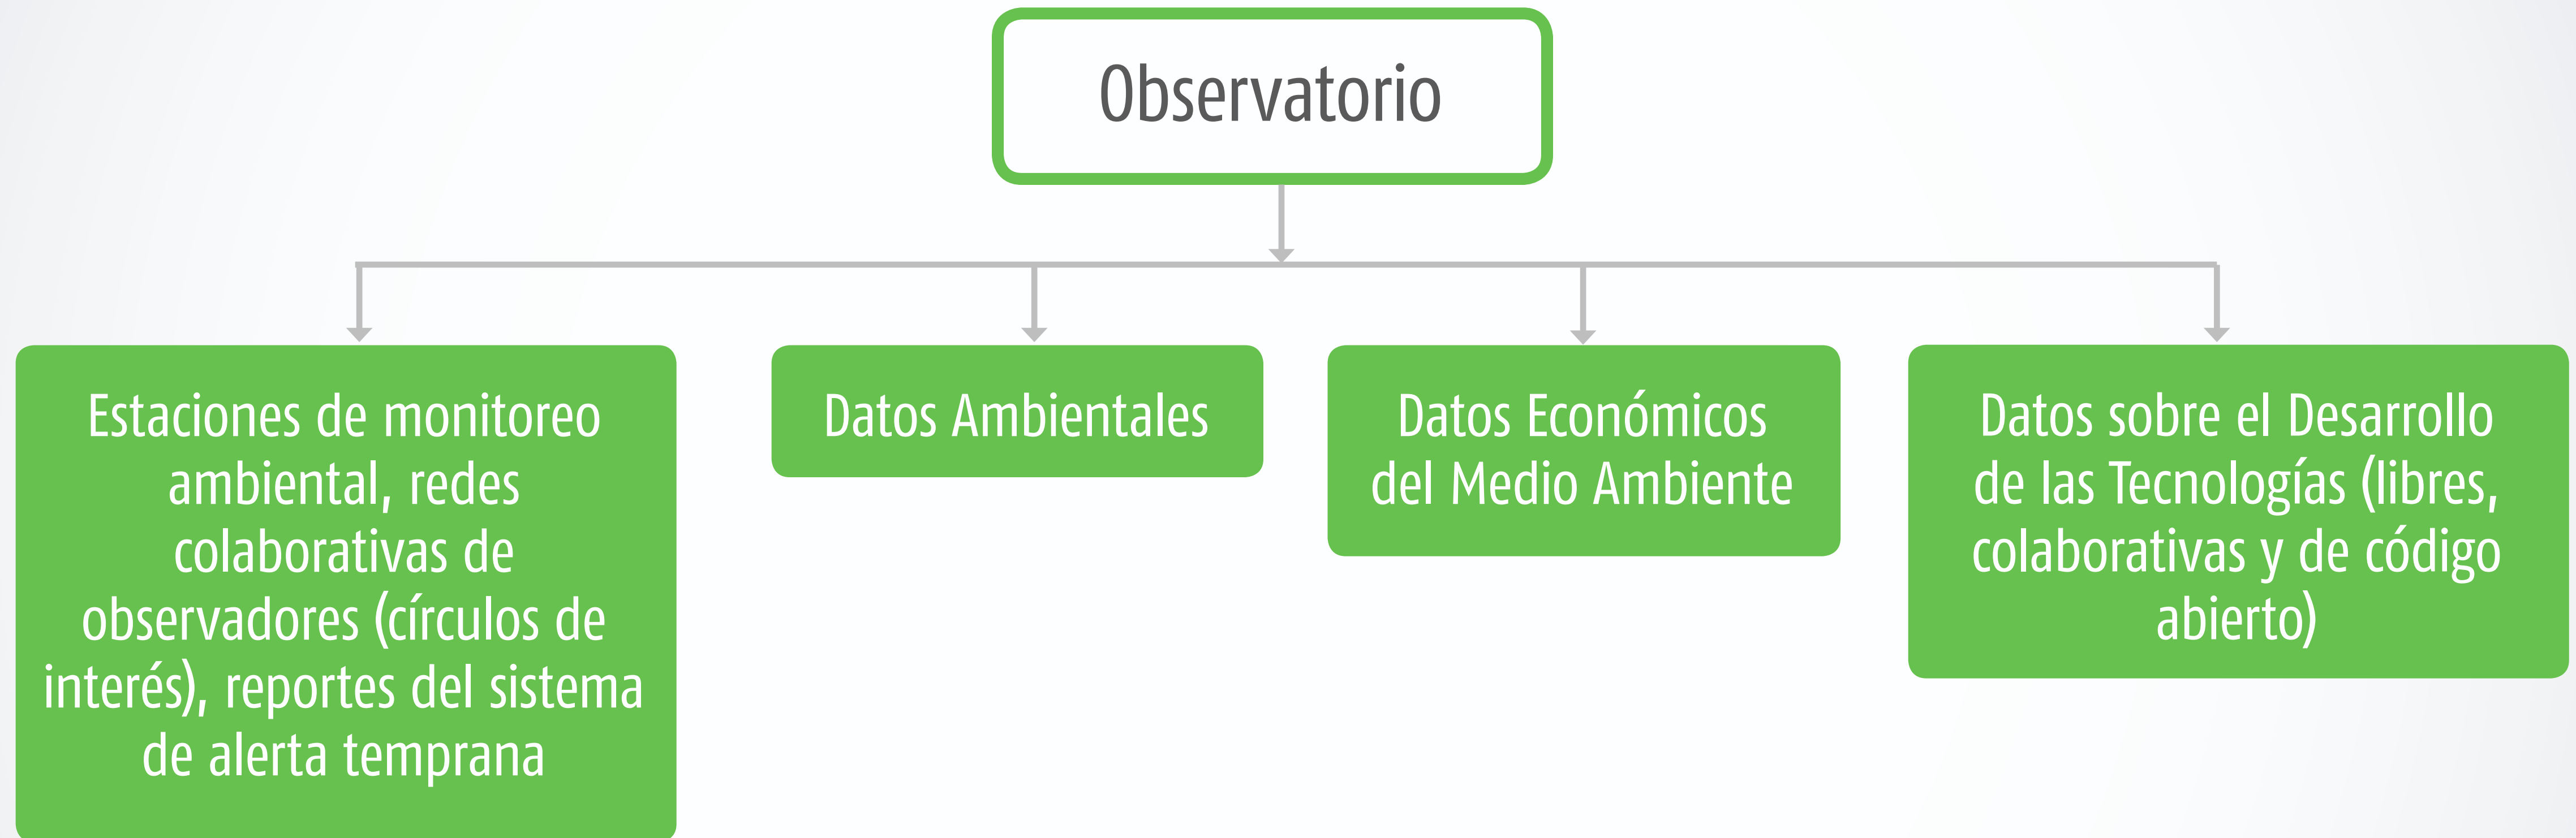 Observatorio
Estaciones de monitoreo
ambiental, redes
colaborativas de
observadores (círculos de
interés), reportes del sistema
de alerta temprana
Datos Ambientales
Datos Económicos
del Medio Ambiente
Datos sobre el Desarrollo
de las Tecnologías (libres,
colaborativas y de código
abierto)